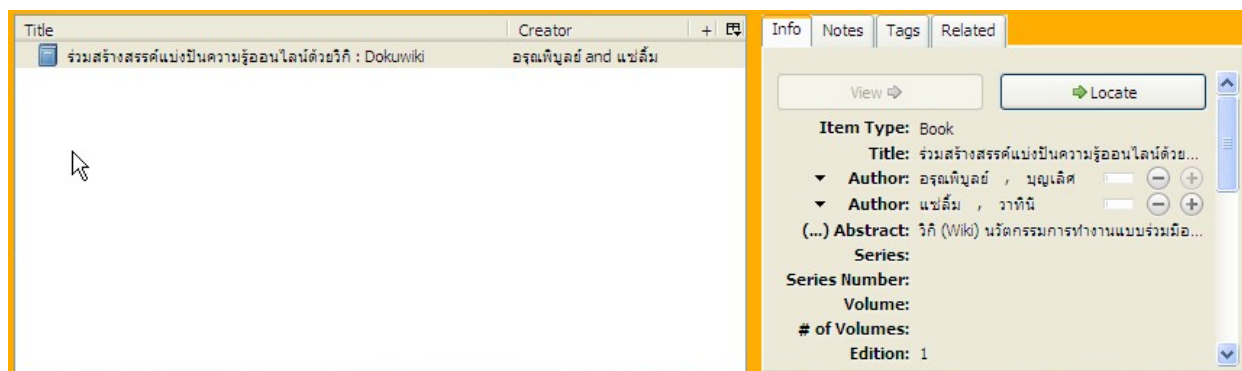 Title Creator +
ร่วมสร้างสรรค์แบ่งปันความรู้ออนไลน์ด้วยวิกิ : Dokuwiki อรุณพิบูลย์ and แซ่ลิ้ม
Info Notes Tags Related
View Locate
Item Type: Book
Title: ร่วมสร้างสรรค์แบ่งปันความรู้ออนไลน์ด้วย...
Author: อรุณพิบูลย์ , บุญเลิศ
Author: แซ่ลิ้ม , วาทินี
(...) Abstract: วิกิ (Wiki) นวัตกรรมการทำงานแบบร่วมมือ...
Series:
Series Number:
Volume:
# of Volumes:
Edition: 1